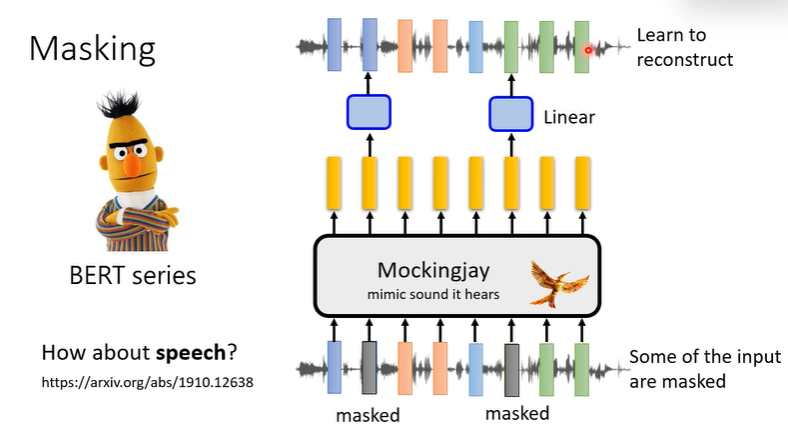 Masking
BERT series
How about speech?
https://arxiv.org/abs/1910.12638
Learn to
reconstruct
Linear
Mockingjay
mimic sound it hears
Some of the input
are masked
masked
masked